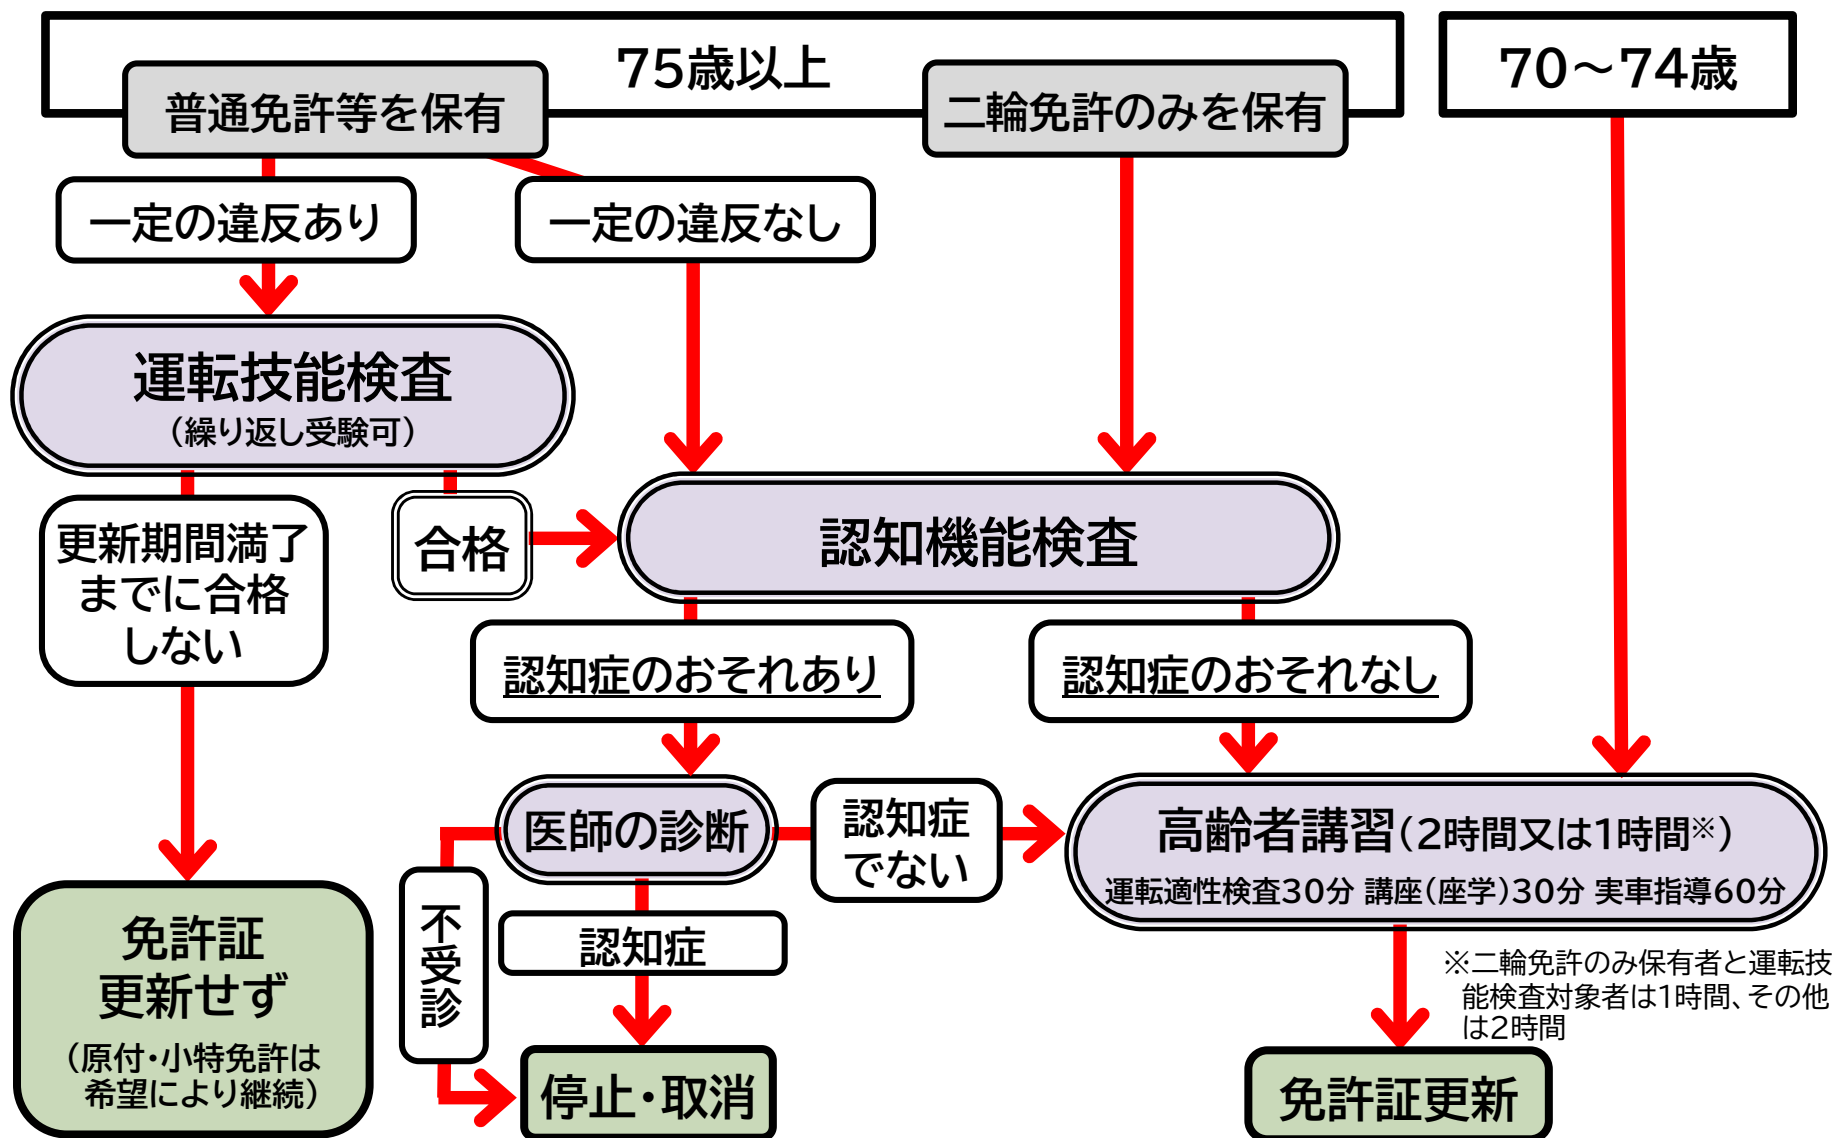 75歳以上
70～74歳
普通免許等を保有
二輪免許のみを保有
一定の違反あり
一定の違反なし
運転技能検査
（繰り返し受験可）
更新期間満了
までに合格
しない
合格
認知機能検査
認知症のおそれあり
認知症のおそれなし
医師の診断
認知症
でない
高齢者講習（2時間又は1時間※）
運転適性検査30分 講座（座学）30分 実車指導60分
不
受
診
認知症
免許証
更新せず
（原付・小特免許は
希望により継続）
停止・取消
※二輪免許のみ保有者と運転技
能検査対象者は1時間、その他
は2時間
免許証更新